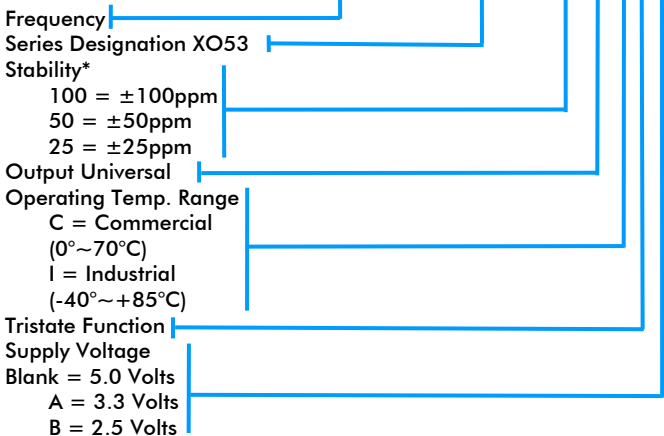 Frequency
Series Designation XO53
Stability*
100 = ±100ppm
50 = ±50ppm
25 = ±25ppm
Output Universal
Operating Temp. Range
C = Commercial
(0°~70°C)
I = Industrial
(-40°~+85°C)
Tristate Function
Supply Voltage
Blank = 5.0 Volts
A = 3.3 Volts
B = 2.5 Volts